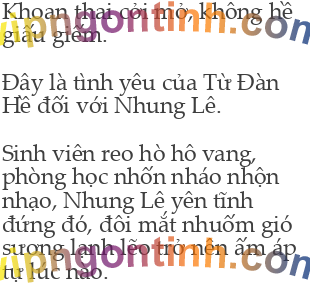 Khoan thai cởi mở, không hề
giấu giếm.
Đây là tình yêu của Từ Đàn
Hề đối với Nhung Lê.
Sinh viên reo hò hô vang,
phòng học nhốn nháo nhộn
nhạo, Nhung Lê yên tĩnh
đứng đó, đôi mắt nhuốm gió
sương lạnh lẽo trở nên ấm áp
tự lúc nào.